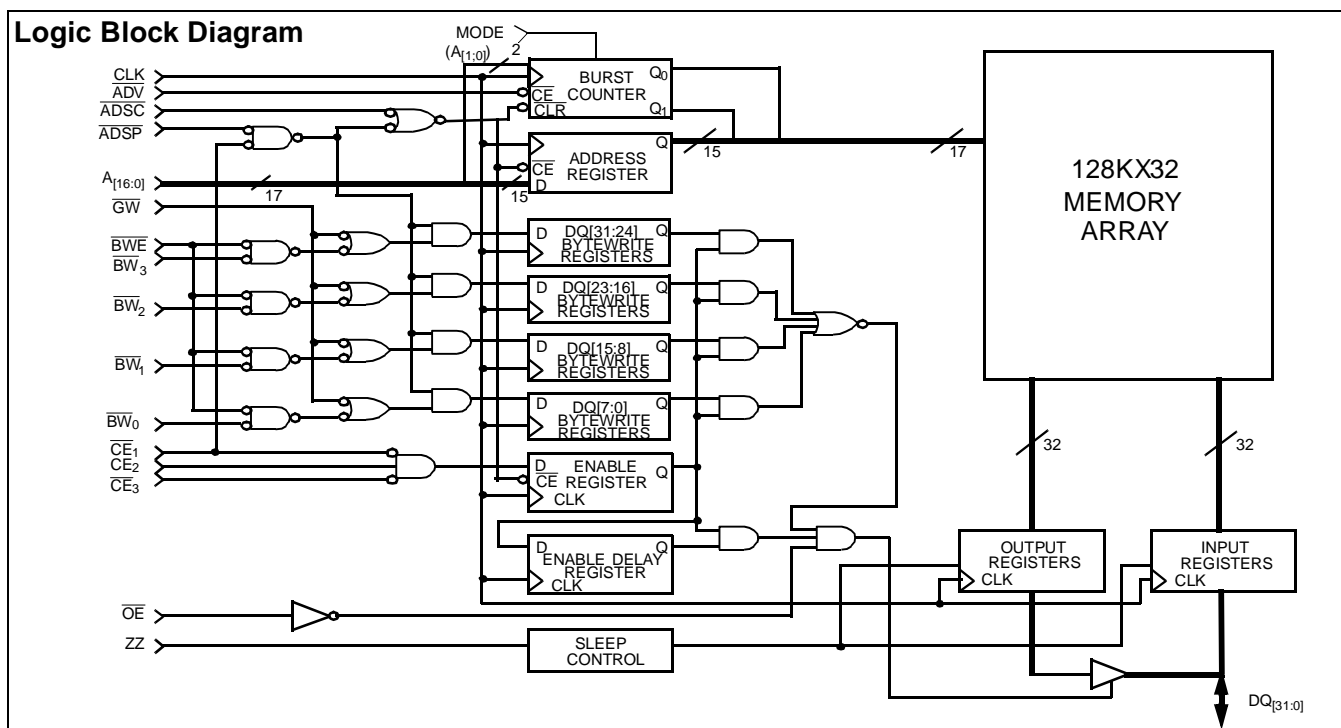 Logic Block Diagram
MODE
(A[1;0])
2
CLK
ADV
ADSC
ADSP
A[16:0]
17
GW
BWE
BW3
BW2
BW1
BW0
CE1
CE2
CE3
OE
ZZ
BURST
COUNTER
CE
CLR
Q0
Q1
ADDRESS
REGISTER
CE
D
Q
15
15
17
D
DQ[31:24]
BYTEWRITE
REGISTERS
Q
D
DQ[23:16]
BYTEWRITE
REGISTERS
Q
D
DQ[15:8]
BYTEWRITE
REGISTERS
Q
D
DQ[7:0]
BYTEWRITE
REGISTERS
Q
D
ENABLE
REGISTER
CE
CLK
Q
D
ENABLE DELAY
REGISTER
CLK
Q
SLEEP
CONTROL
128KX32
MEMORY
ARRAY
32
32
OUTPUT
REGISTERS
CLK
INPUT
REGISTERS
CLK
DQ[31:0]